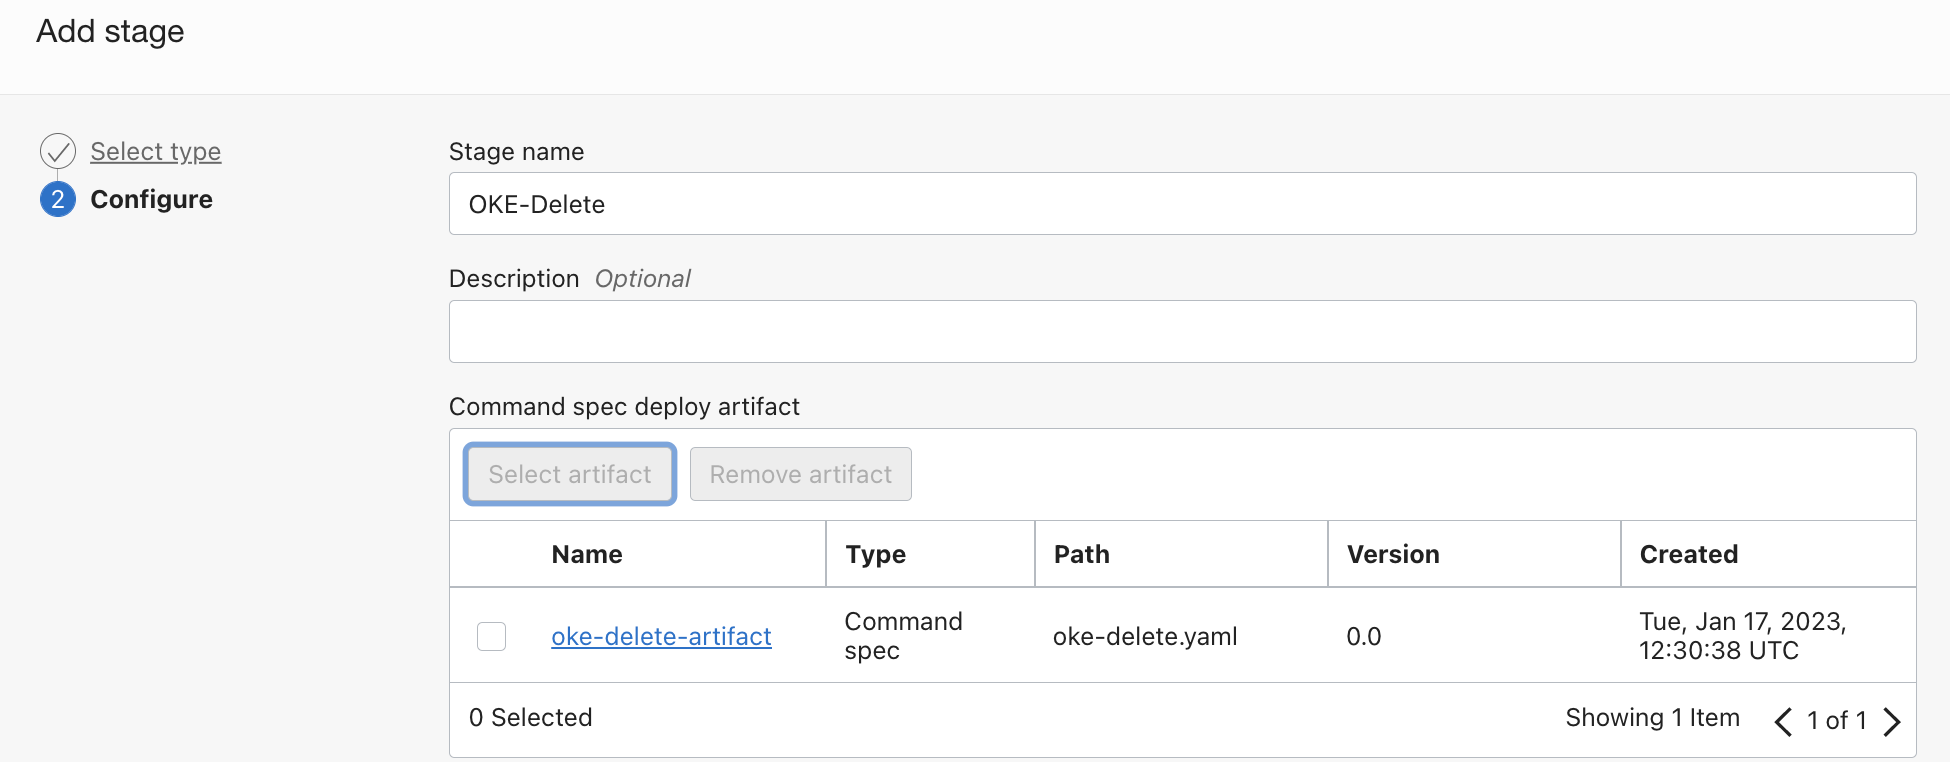 Add stage
Select type
2 Configure
Stage name
OKE-Delete
Description Optional
Command spec deploy artifact
Select artifact Remove artifact
Name Type Path Version Created
oke-delete-artifact Command spec oke-delete.yaml 0.0 Tue, Jan 17, 2023, 12:30:38 UTC
0 Selected Showing 1 Item 1 of 1